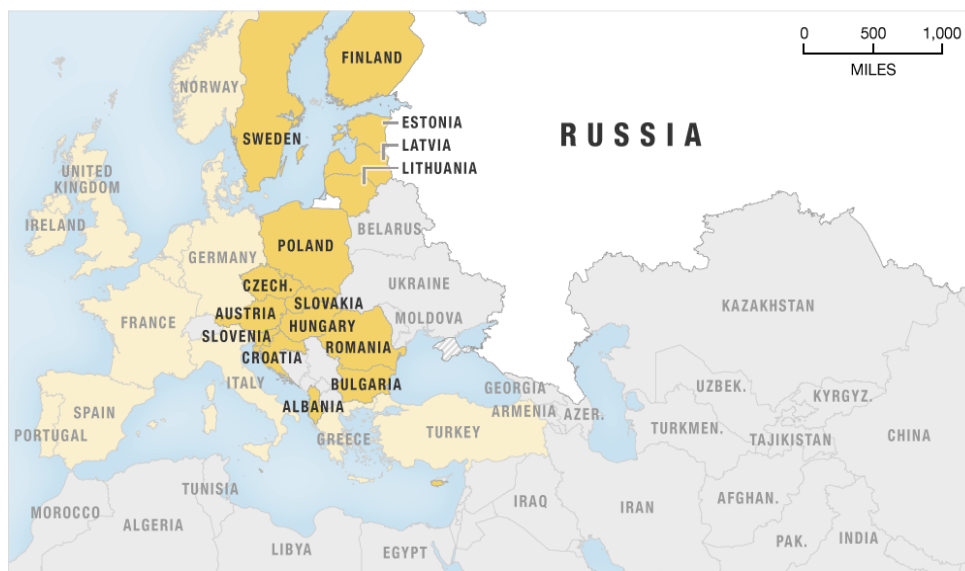 0 500 1,000
MILES
FINLAND
NORWAY
ESTONIA
RUSSIA
SWEDEN
LATVIA
LITHUANIA
UNITED
KINGDOM
IRELAND
BELARUS
POLAND
GERMANY
CZECH.
UKRAINE
SLOVAKIA
KAZAKHSTAN
AUSTRIA
MOLDOVA
FRANCE
HUNGARY
SLOVENIA
ROMANIA
CROATIA
ITALY
BULGARIA
GEORGIA
UZBEK.
KYRGYZ.
ALBANIA
ARMENIA
AZER.
SPAIN
TURKEY
TURKMEN.
PORTUGAL
GREECE
TAJIKISTAN
CHINA
TUNISIA
IRAQ
IRAN
AFGHAN.
MOROCCO
ALGERIA
LIBYA
EGYPT
PAK.
INDIA